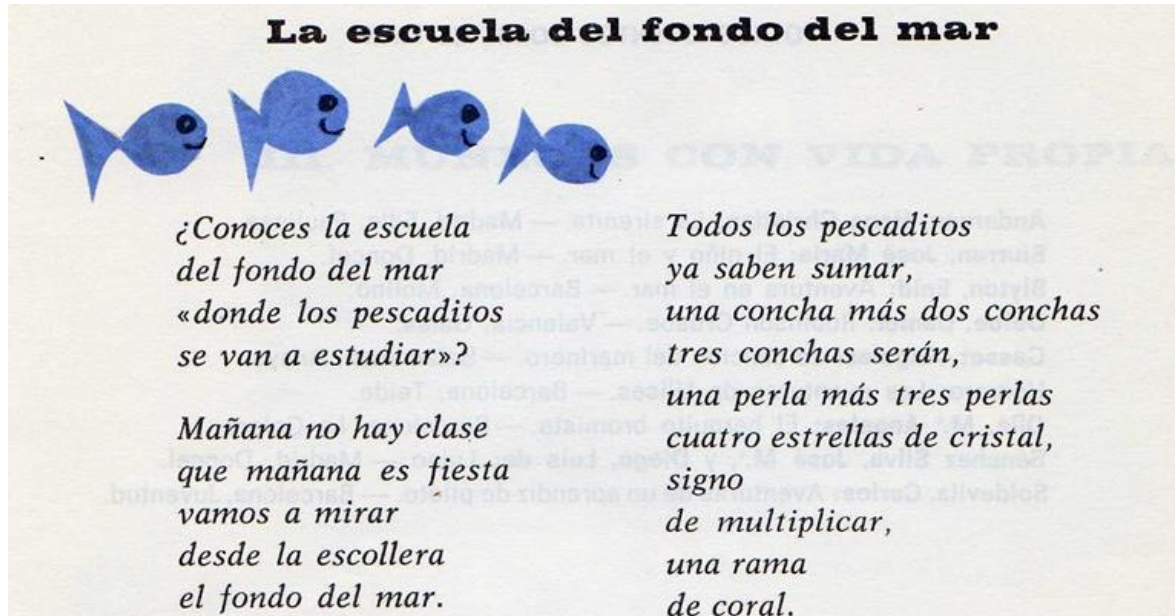 La escuela del fondo del mar
¿Conoces la escuela
del fondo del mar
«donde los pescaditos
se van a estudiar»?
Mañana no hay clase
que mañana es fiesta
vamos a mirar
desde la escollera
el fondo del mar.
Todos los pescaditos
ya saben sumar,
una concha más dos conchas
tres conchas serán,
una perla más tres perlas
cuatro estrellas de cristal,
signo
de multiplicar,
una rama
de coral.